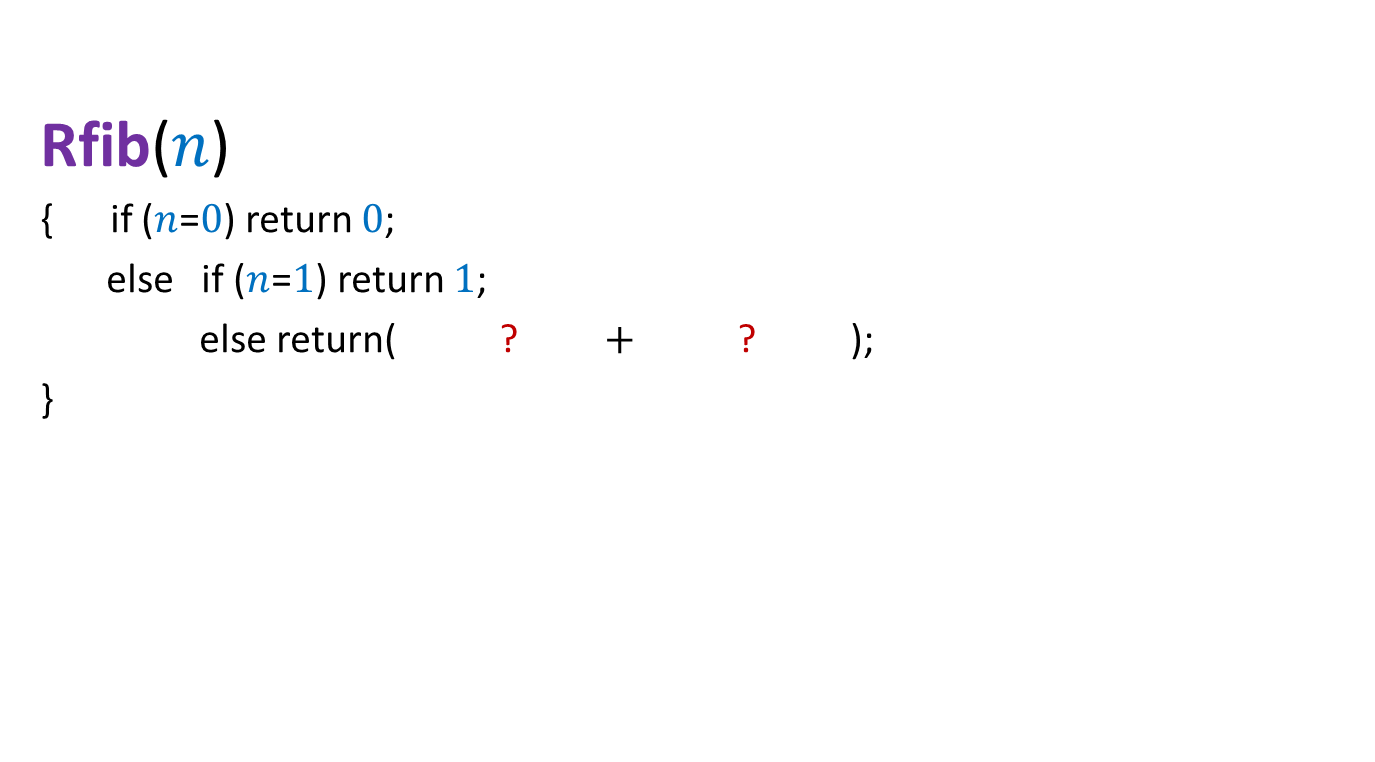 Rfib(n)
{ if (n=0) return 0;
else if (n=1) return 1;
else return( ? + ? );
}